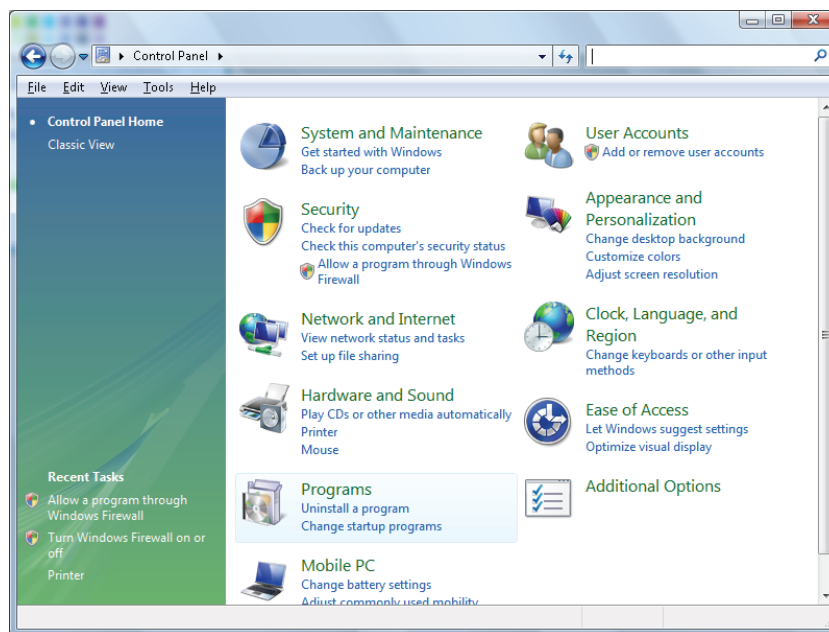 Control Panel
File Edit View Tools Help
Control Panel Home
Classic View
Recent Tasks
Allow a program through
Windows Firewall
Turn Windows Firewall on or
off
Printer
System and Maintenance
Get started with Windows
Back up your computer
Security
Check for updates
Check this computer's security status
Allow a program through Windows
Firewall
Network and Internet
View network status and tasks
Set up file sharing
Hardware and Sound
Play CDs or other media automatically
Printer
Mouse
Programs
Uninstall a program
Change startup programs
Mobile PC
Change battery settings
Adjust commonly used mobility
User Accounts
Add or remove user accounts
Appearance and
Personalization
Change desktop background
Customize colors
Adjust screen resolution
Clock, Language, and
Region
Change keyboards or other input
methods
Ease of Access
Let Windows suggest settings
Optimize visual display
Additional Options